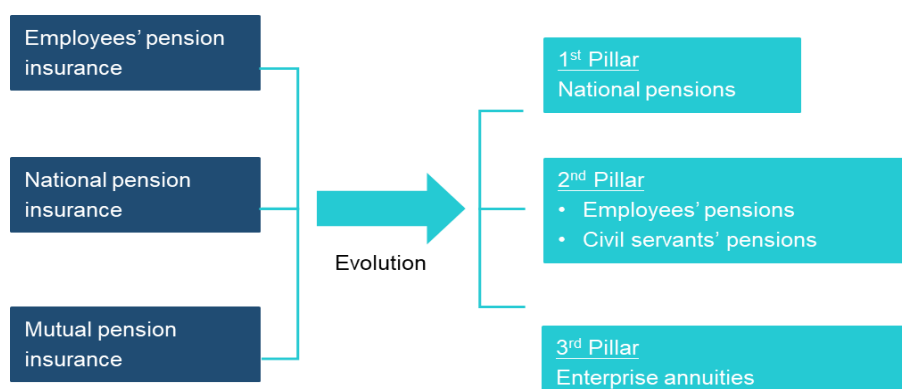 Employees' pension
insurance
National pension
insurance
Mutual pension
insurance
Evolution
1st Pillar
National pensions
2nd Pillar
• Employees' pensions
• Civil servants' pensions
3rd Pillar
Enterprise annuities